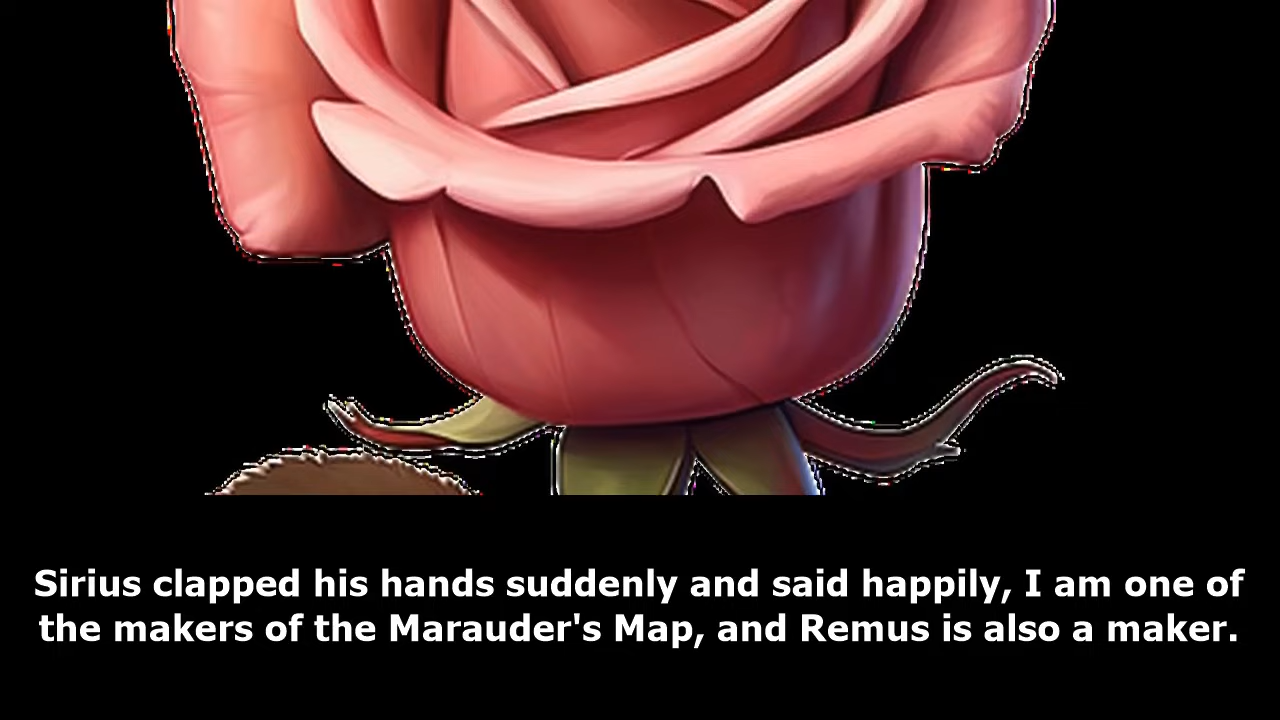 Sirius clapped his hands suddenly and said happily, I am one of
the makers of the Marauder's Map, and Remus is also a maker.